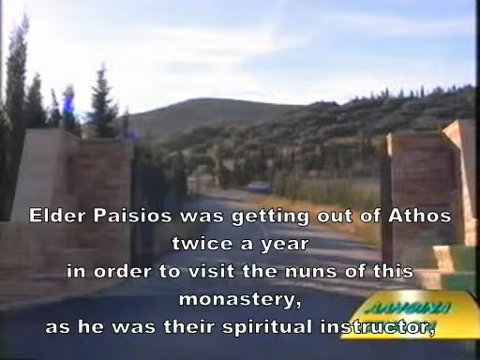 Elder Paisios was getting out of Athos
twice a year
in order to visit the nuns of this
monastery,
as he was their spiritual instructor,